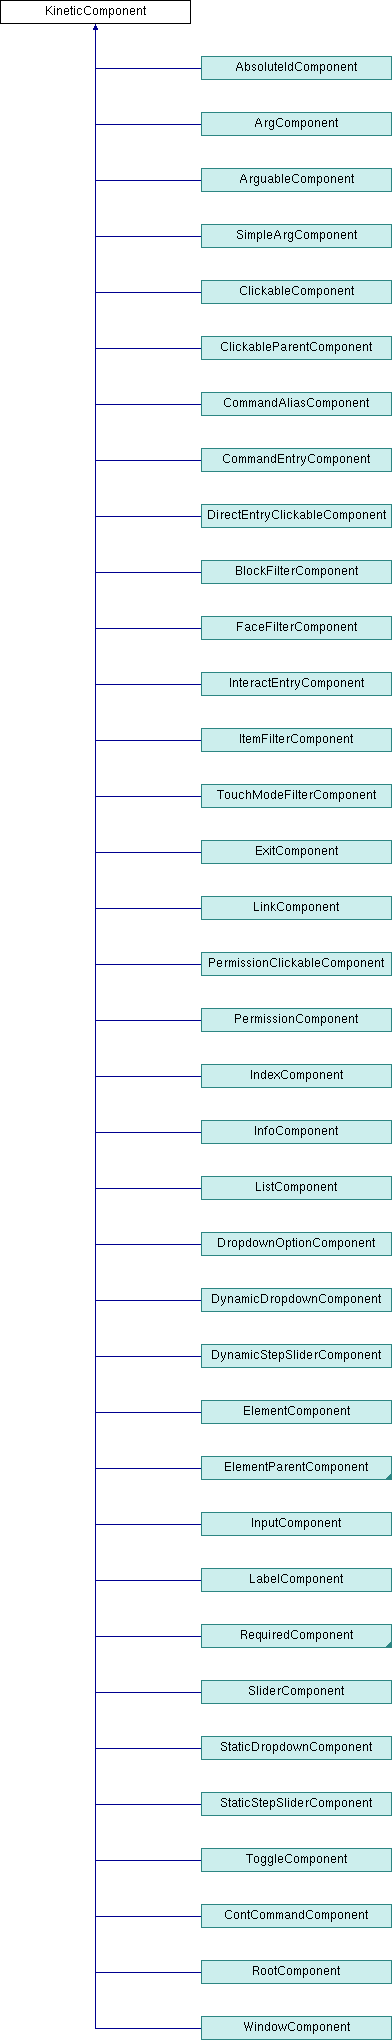 KineticComponent
AbsoluteIdComponent
ArgComponent
ArguableComponent
SimpleArgComponent
ClickableComponent
ClickableParentComponent
CommandAliasComponent
CommandEntryComponent
DirectEntryClickableComponent
BlockFilterComponent
FaceFilterComponent
InteractEntryComponent
ItemFilterComponent
TouchModeFilterComponent
ExitComponent
LinkComponent
PermissionClickableComponent
PermissionComponent
IndexComponent
InfoComponent
ListComponent
DropdownOptionComponent
DynamicDropdownComponent
DynamicStepSliderComponent
ElementComponent
ElementParentComponent
InputComponent
LabelComponent
RequiredComponent
SliderComponent
StaticDropdownComponent
StaticStepSliderComponent
ToggleComponent
ContCommandComponent
RootComponent
WindowComponent